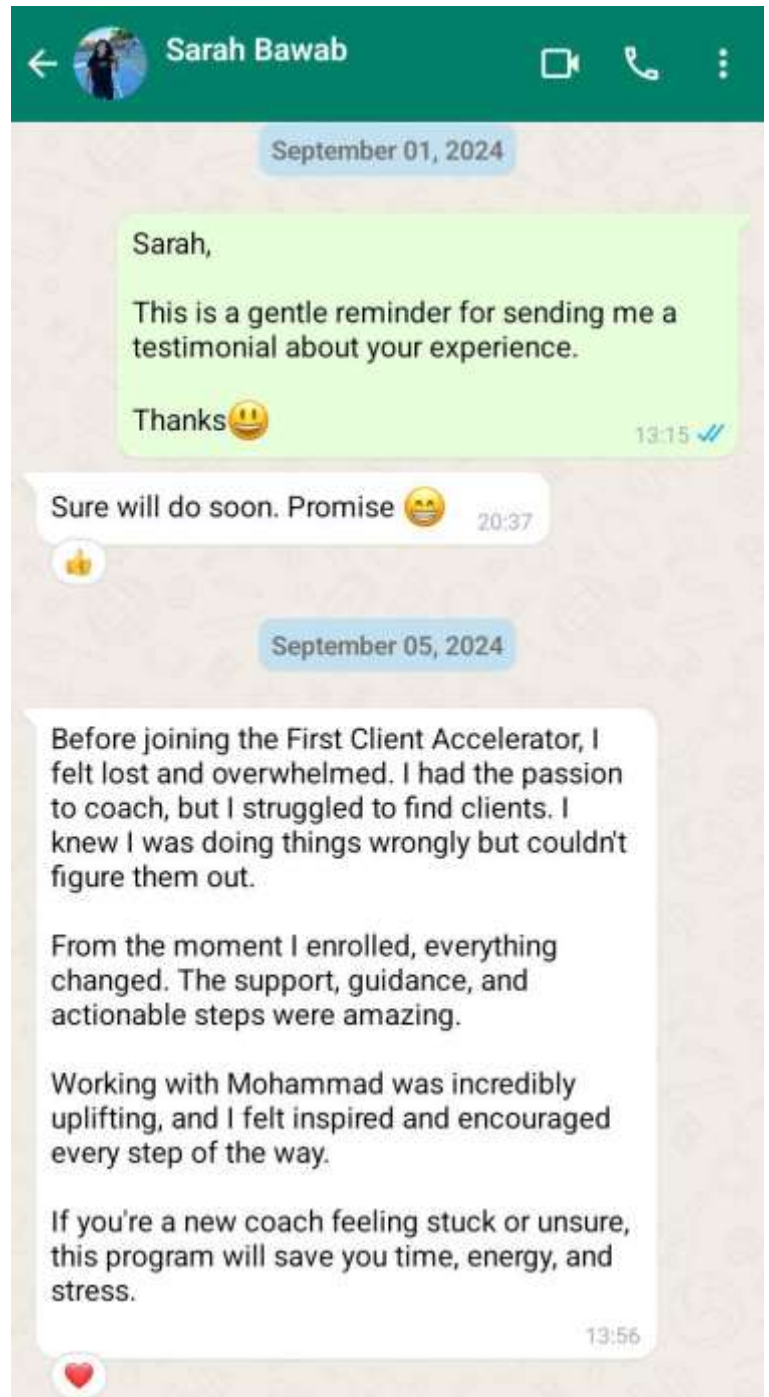 Sarah Bawab
September 01, 2024
Sarah,
This is a gentle reminder for sending me a
testimonial about your experience.
Thanks😃
13:15
Sure will do soon. Promise 😁
20:37
👍
September 05, 2024
Before joining the First Client Accelerator, I
felt lost and overwhelmed. I had the passion
to coach, but I struggled to find clients. I
knew I was doing things wrongly but couldn't
figure them out.
From the moment I enrolled, everything
changed. The support, guidance, and
actionable steps were amazing.
Working with Mohammad was incredibly
uplifting, and I felt inspired and encouraged
every step of the way.
If you're a new coach feeling stuck or unsure,
this program will save you time, energy, and
stress.
13:56
❤️